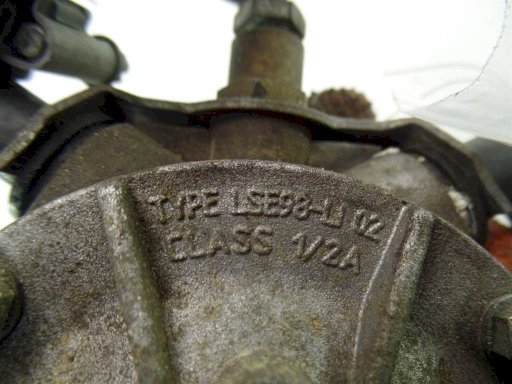 TYPE LSE98-LI 02
CLASS 1/2A